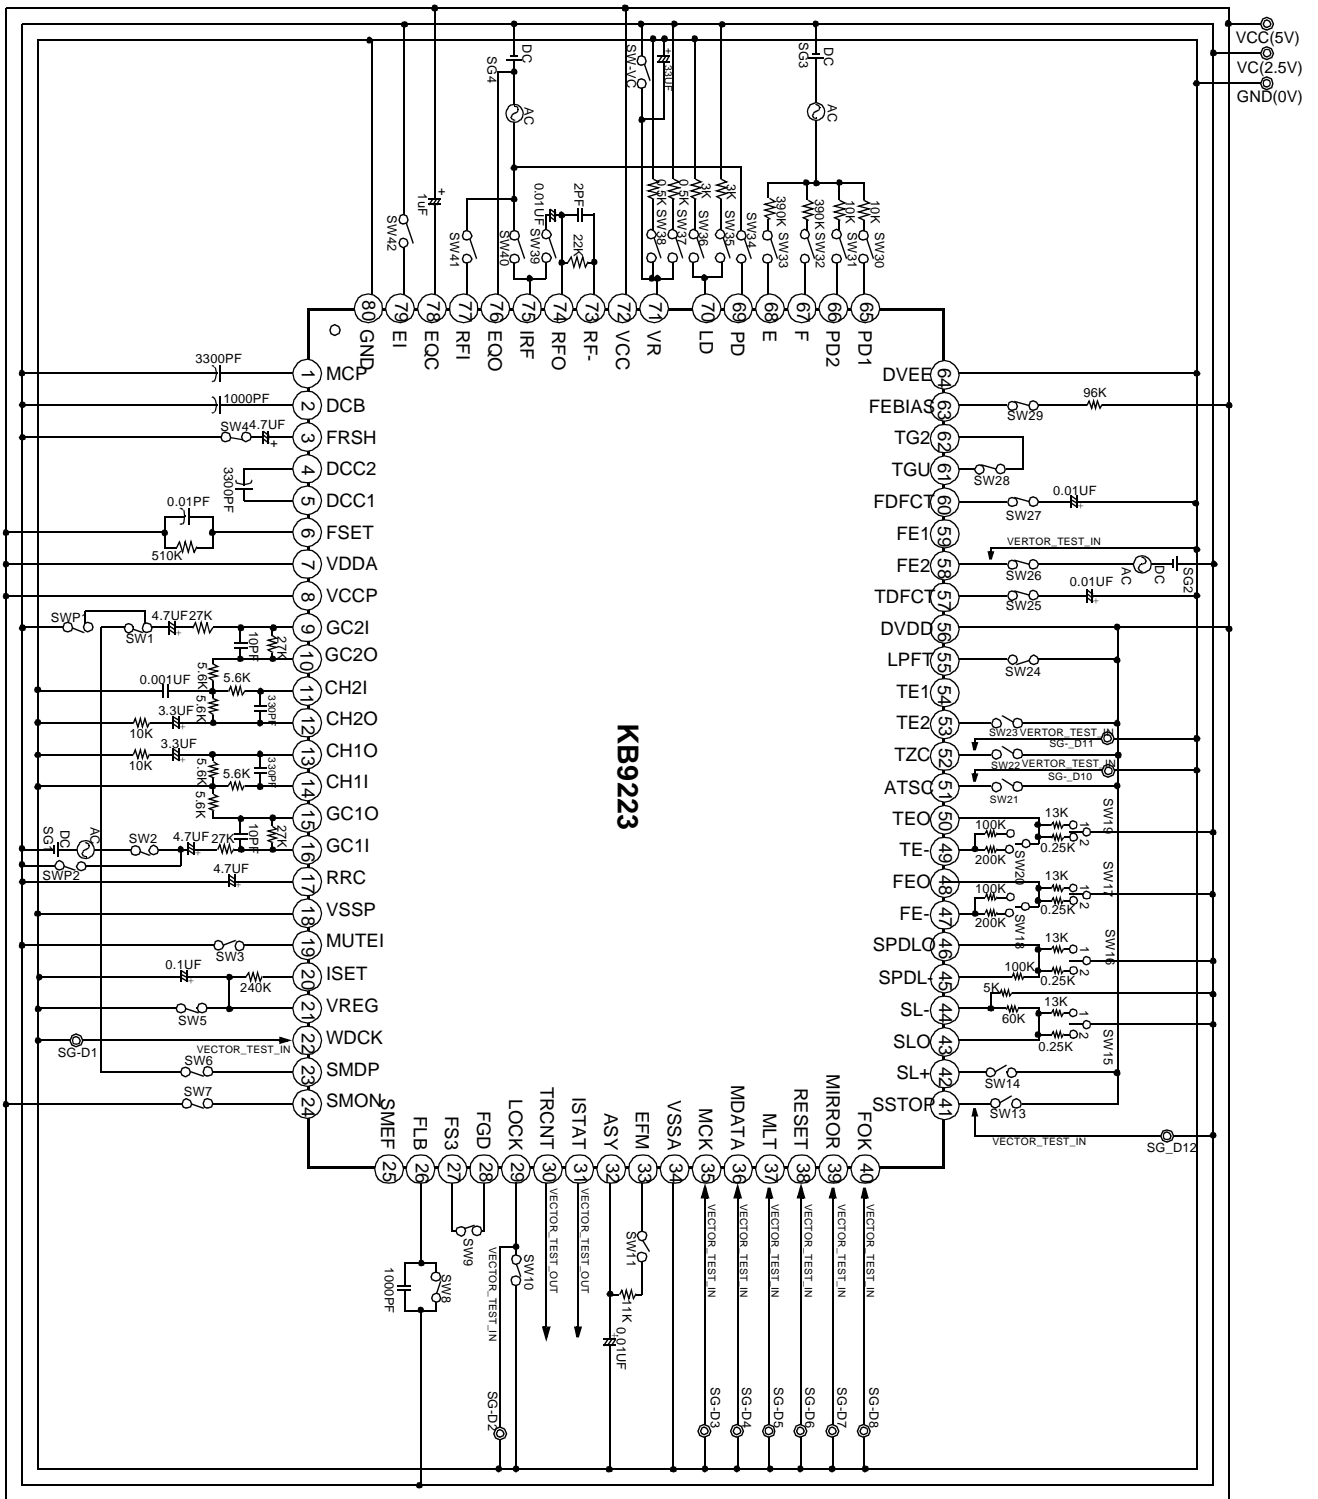 VCC(5V)
VC(2.5V)
GND(0V)
DC
SG4
AC
SW-VC
33UF
+
DC
SG3
AC
1uF
+
SW42
SW41
SW40
0.01UF
SW39
2PF
22K
0.5K
SW38
0.5K
SW37
3K
SW36
3K
SW35
SW34
390K
SW33
390K
SW32
10K
SW31
10K
SW30
80 GND
79 EI
78 EQC
77 RFI
76 EQO
75 IRF
74 RFO
73 RF-
72 VCC
71 VR
70 LD
69 PD
68 E
67 F
66 PD2
65 PD1
3300PF
1 MCP
1000PF
2 DCB
SW4
4.7UF
+
3 FRSH
4 DCC2
3300PF
5 DCC1
0.01PF
510K
6 FSET
7 VDDA
8 VCCP
SWP1
SW1
4.7UF
+
27K
9 GC2I
10PF
27K
10 GC2O
5.6K
0.001UF
5.6K
11 CH2I
5.6K
330PF
3.3UF
+
10K
12 CH2O
3.3UF
+
10K
13 CH1O
5.6K
330PF
5.6K
14 CH1I
5.6K
15 GC1O
10PF
27K
SG1
DC
AC
SW2
4.7UF
+
27K
16 GC1I
SWP2
4.7UF
17 RRC
18 VSSP
SW3
19 MUTEI
0.1UF
+
240K
20 ISET
SW5
21 VREG
SG-D1
VECTOR_TEST_IN
22 WDCK
SW6
23 SMDP
SW7
24 SMON
KB9223
DVEE 64
FEBIAS 63
SW29
96K
TG2 62
TGU 61
SW28
FDFCT 60
SW27
0.01UF
FE1 59
VERTOR_TEST_IN
FE2 58
SW26
AC
DC
SG2
TDFCT 57
SW25
0.01UF
DVDD 56
LPFT 55
SW24
TE1 54
TE2 53
SW23
VERTOR_TEST_IN
SG-_D11
TZC 52
SW22
VERTOR_TEST_IN
SG-_D10
ATSC 51
SW21
TEO 50
13K
1
SW19
100K
0.25K
2
TE- 49
200K
SW20
FEO 48
13K
1
SW17
100K
0.25K
2
FE- 47
200K
SW18
SPDLO 46
13K
1
SW16
SPDL- 45
100K
0.25K
2
5K
SL- 44
60K
13K
1
SLO 43
0.25K
2
SW15
SL+ 42
SW14
SSTOP 41
SW13
VECTOR_TEST_IN
SG_D12
SMEF 25
FLB 26
FS3 27
FGD 28
LOCK 29
TRCNT 30
ISTAT 31
ASY 32
EFM 33
VSSA 34
MCK 35
MDATA 36
MLT 37
RESET 38
MIRROR 39
FOK 40
1000PF
SW8
SW9
VECTOR_TEST_IN
SG-D2
SW10
VECTOR_TEST_OUT
VECTOR_TEST_OUT
SW11
11K
0.01UF
VECTOR_TEST_IN
SG-D3
VECTOR_TEST_IN
SG-D4
VECTOR_TEST_IN
SG-D5
VECTOR_TEST_IN
SG-D6
VECTOR_TEST_IN
SG-D7
VECTOR_TEST_IN
SG-D8